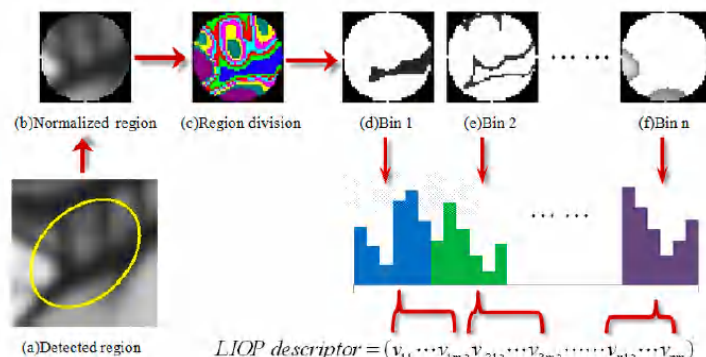 (b)Normalized region
(c)Region division
(d)Bin 1
(e)Bin 2
(f)Bin n
(a)Detected region
LIOP descriptor = (